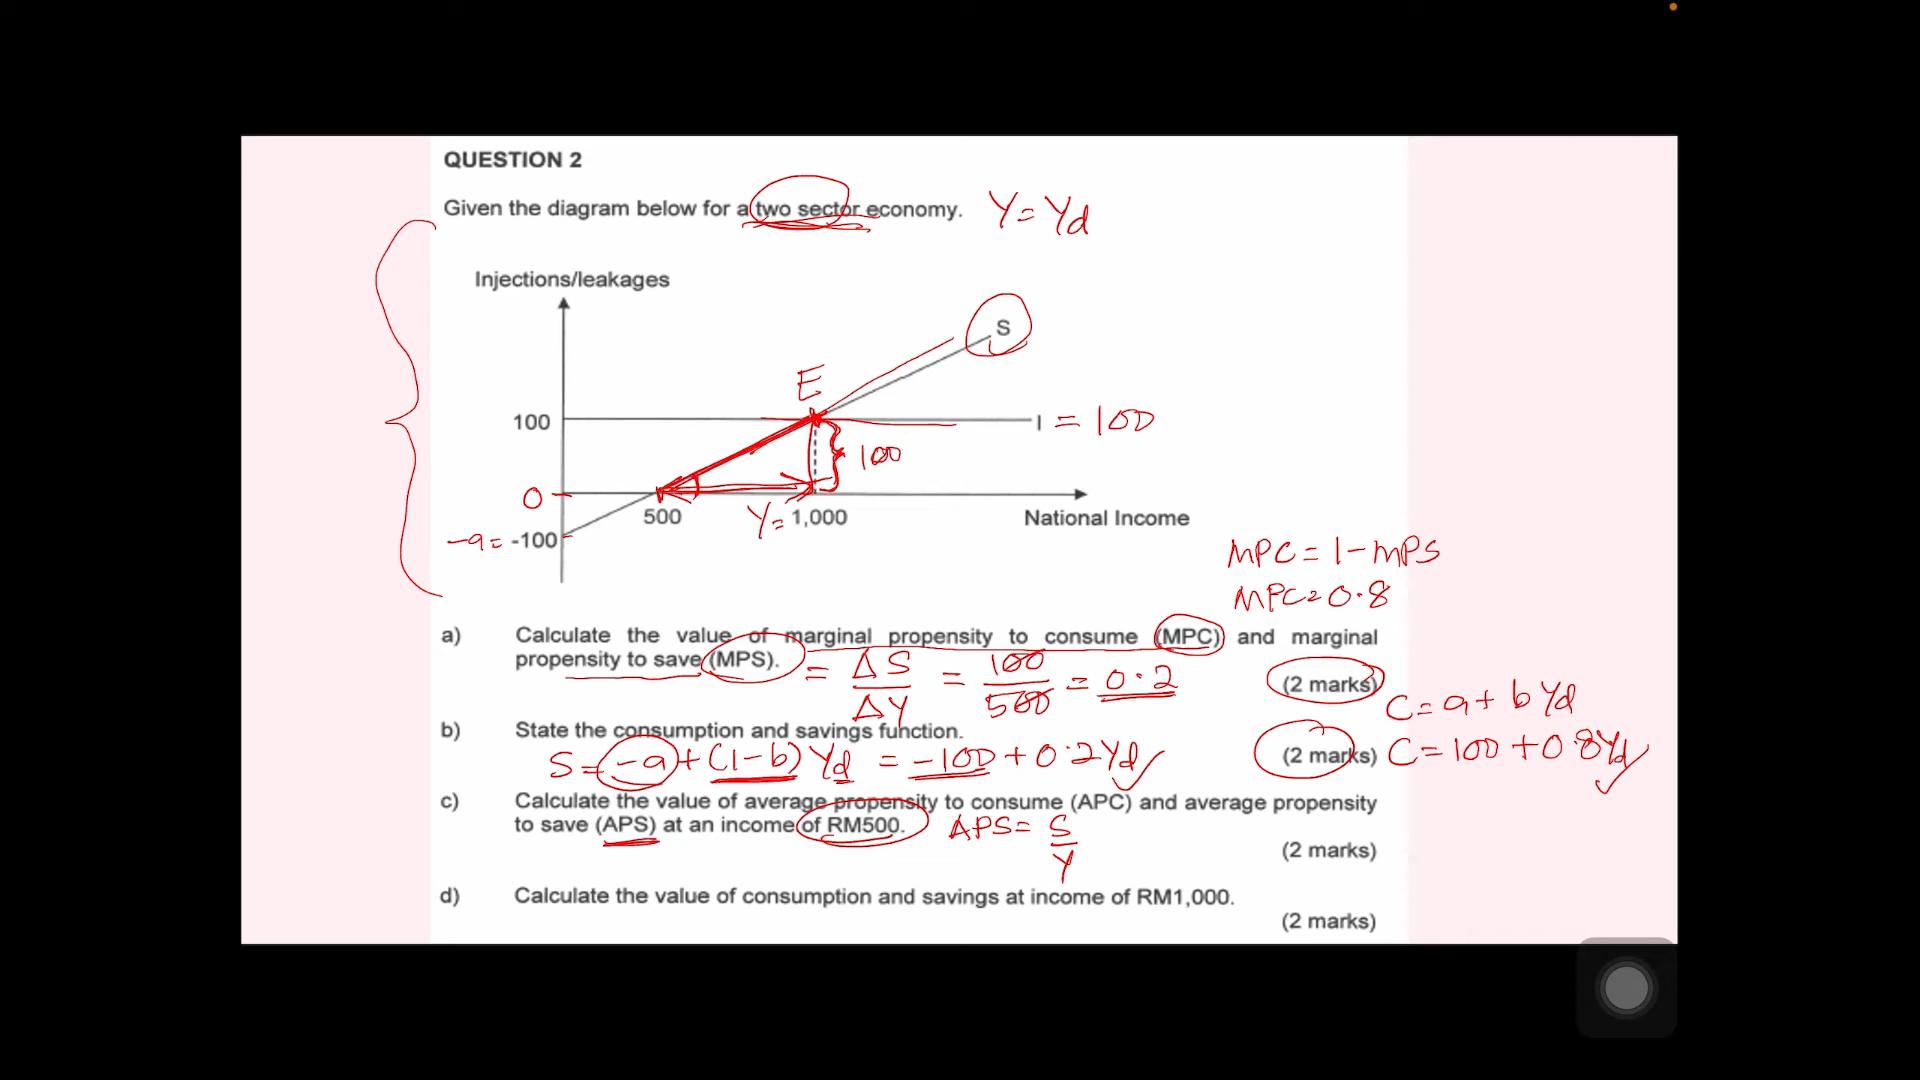 QUESTION 2
Given the diagram below for a two sector economy. Y = Yd
Injections/leakages
S
E
100 I = 100
100
0
500 Y = 1,000 National Income
-a = -100
MPC = 1 - MPS
MPC = 0.8
a) Calculate the value of marginal propensity to consume (MPC) and marginal
propensity to save (MPS). = ΔS/ΔY = 100/500 = 0.2 (2 marks)
C = a + bYd
b) State the consumption and savings function.
S = -a + (1-b) Yd = -100 + 0.2Yd ✓ (2 marks) C = 100 + 0.8Yd ✓
c) Calculate the value of average propensity to consume (APC) and average propensity
to save (APS) at an income of RM500. APS = S/Y
(2 marks)
d) Calculate the value of consumption and savings at income of RM1,000.
(2 marks)